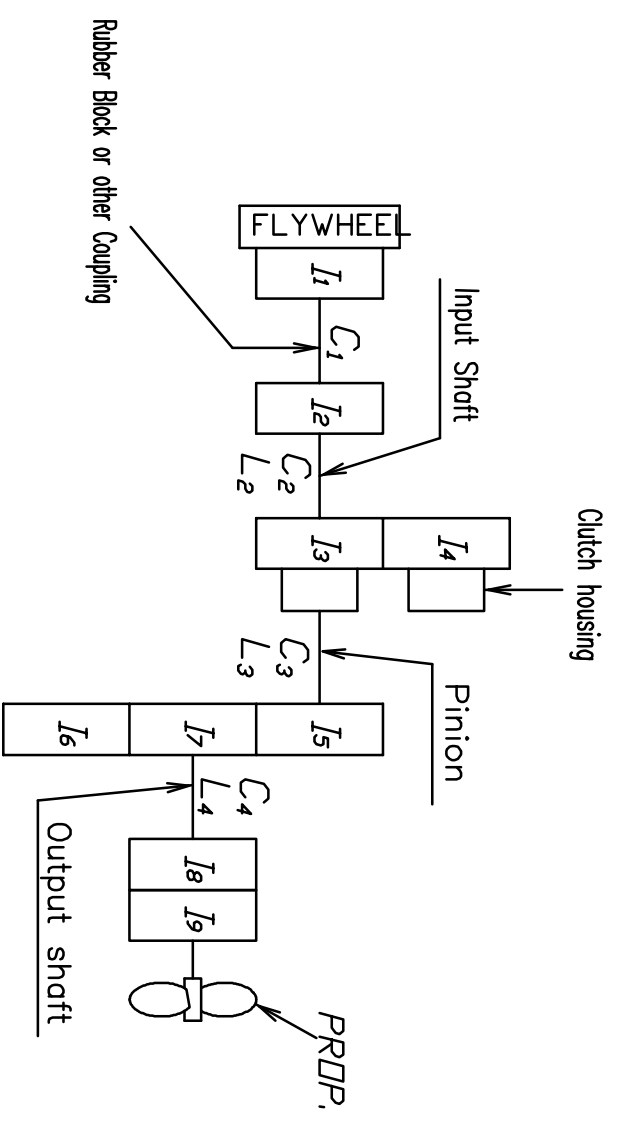 Rubber Block or other Coupling
FLYWHEEL
I1
C1
Input Shaft
I2
C2
L2
Clutch housing
I3
I4
C3
L3
Pinion
I5
I7
I6
C4
L4
Output shaft
I8
I9
PROP.